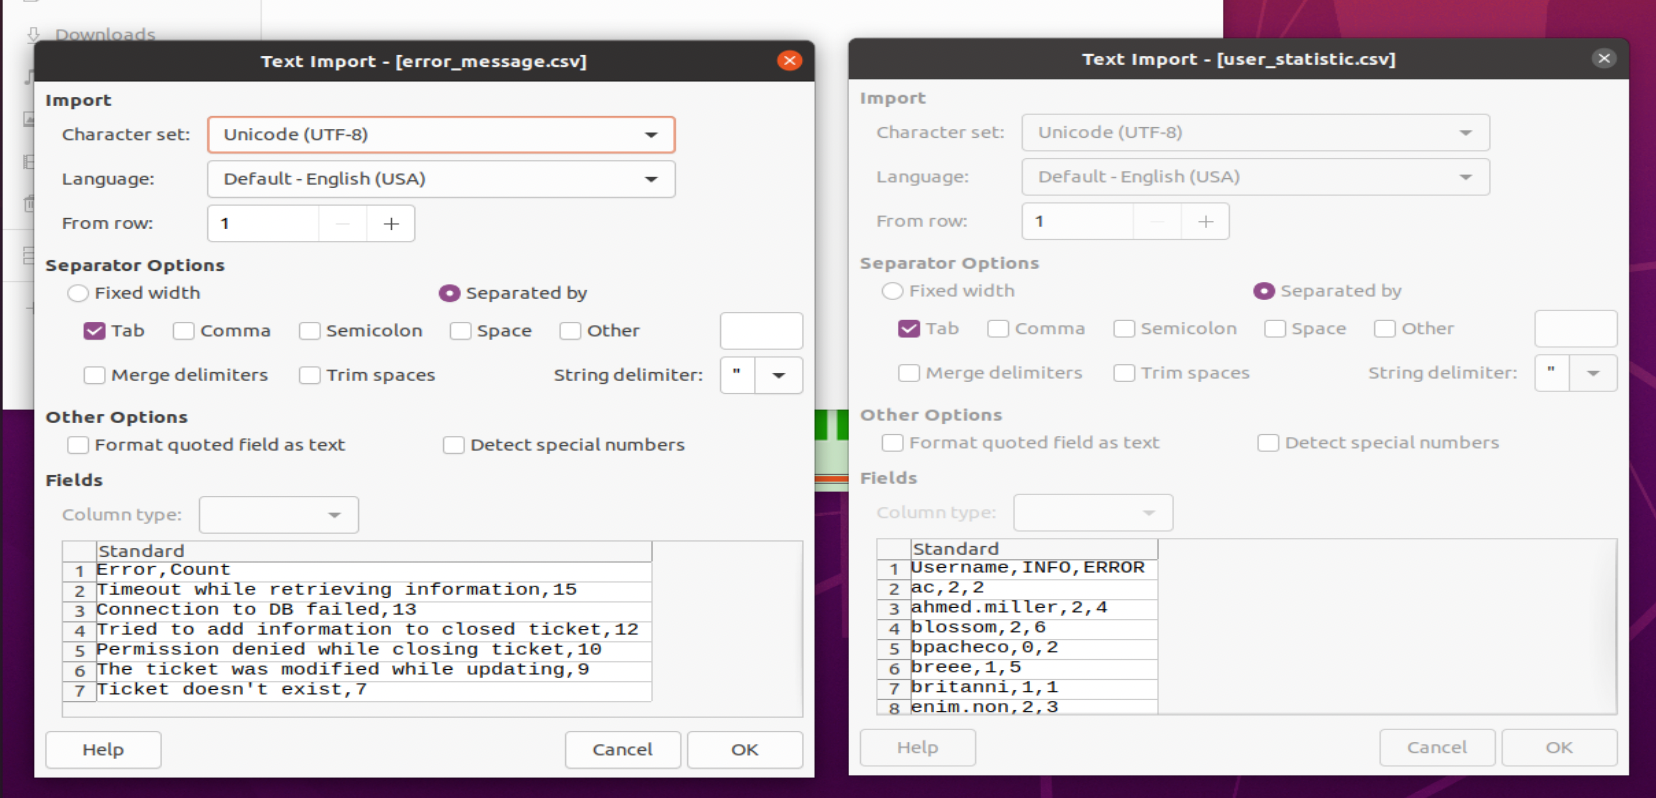 Downloads
Text Import - [error_message.csv]
Import
Character set: Unicode (UTF-8)
Language: Default - English (USA)
From row: 1
Separator Options
Fixed width Separated by
Tab Comma Semicolon Space Other
Merge delimiters Trim spaces String delimiter: "
Other Options
Format quoted field as text Detect special numbers
Fields
Column type:
Standard
1 Error,Count
2 Timeout while retrieving information,15
3 Connection to DB failed,13
4 Tried to add information to closed ticket,12
5 Permission denied while closing ticket,10
6 The ticket was modified while updating,9
7 Ticket doesn't exist,7
Help Cancel OK
Text Import - [user_statistic.csv]
Import
Character set: Unicode (UTF-8)
Language: Default - English (USA)
From row: 1
Separator Options
Fixed width Separated by
Tab Comma Semicolon Space Other
Merge delimiters Trim spaces String delimiter: "
Other Options
Format quoted field as text Detect special numbers
Fields
Column type:
Standard
1 Username,INFO,ERROR
2 ac,2,2
3 ahmed.miller,2,4
4 blossom,2,6
5 bpacheco,0,2
6 breee,1,5
7 britanni,1,1
8 enim.non,2,3
Help Cancel OK